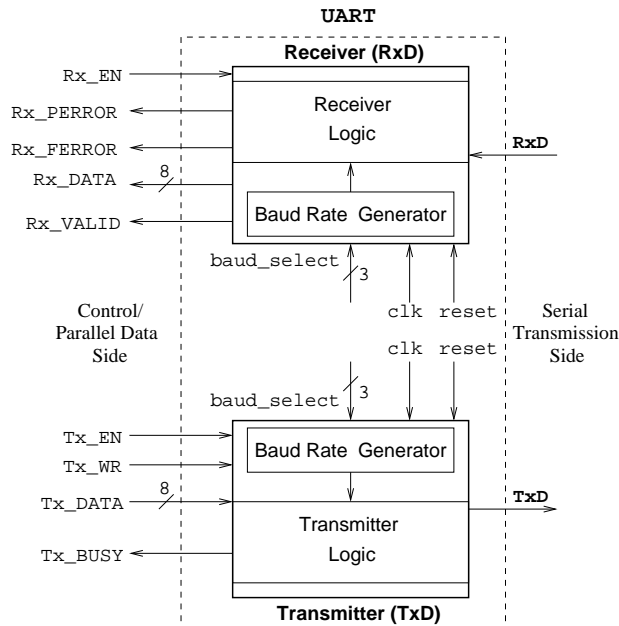 UART
Receiver (RxD)
Rx_EN
Rx_PERROR
Rx_FERROR
Rx_DATA
8
Rx_VALID
Receiver
Logic
RxD
Baud Rate Generator
baud_select
3
clk reset
Control/
Parallel Data
Side
Serial
Transmission
Side
clk reset
baud_select
3
Tx_EN
Tx_WR
Tx_DATA
8
Tx_BUSY
Baud Rate Generator
Transmitter
Logic
TxD
Transmitter (TxD)